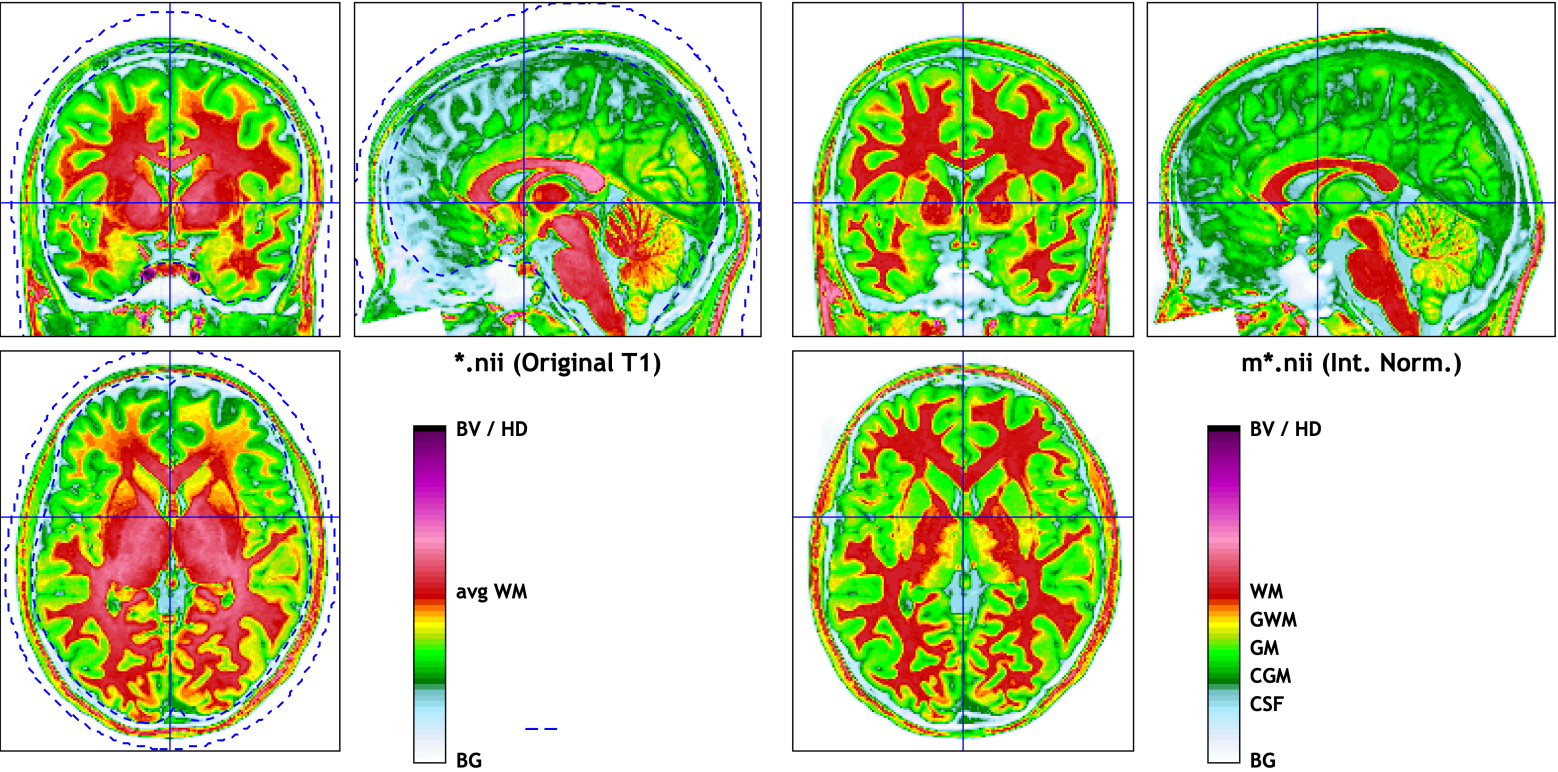 *.nii (Original T1)
BV / HD
avg WM
BG
m*.nii (Int. Norm.)
BV / HD
WM
GWM
GM
CGM
CSF
BG